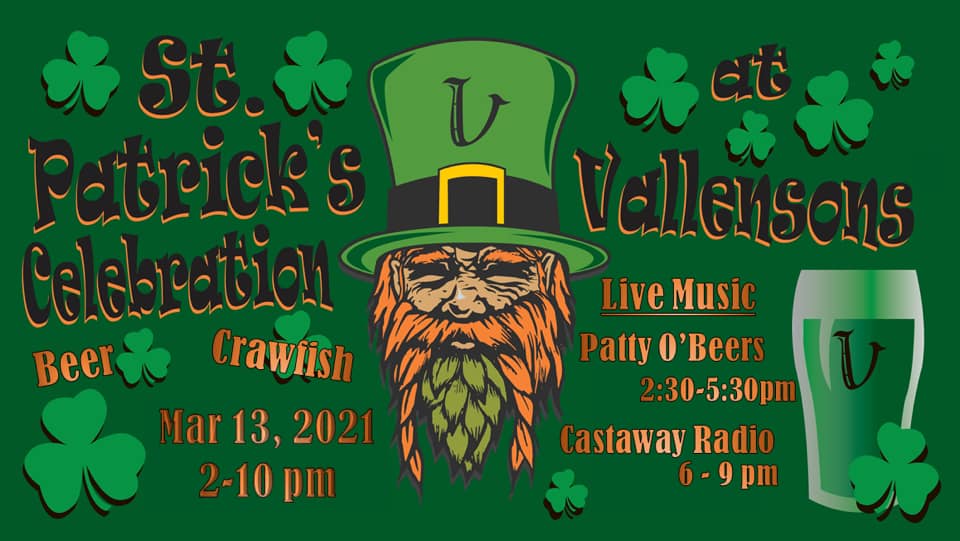 St.
Patrick's
Celebration
Beer
Crawfish
Mar 13, 2021
2-10 pm
V
at
Vallensons
Live Music
Patty O'Beers
2:30-5:30pm
Castaway Radio
6 - 9 pm
V